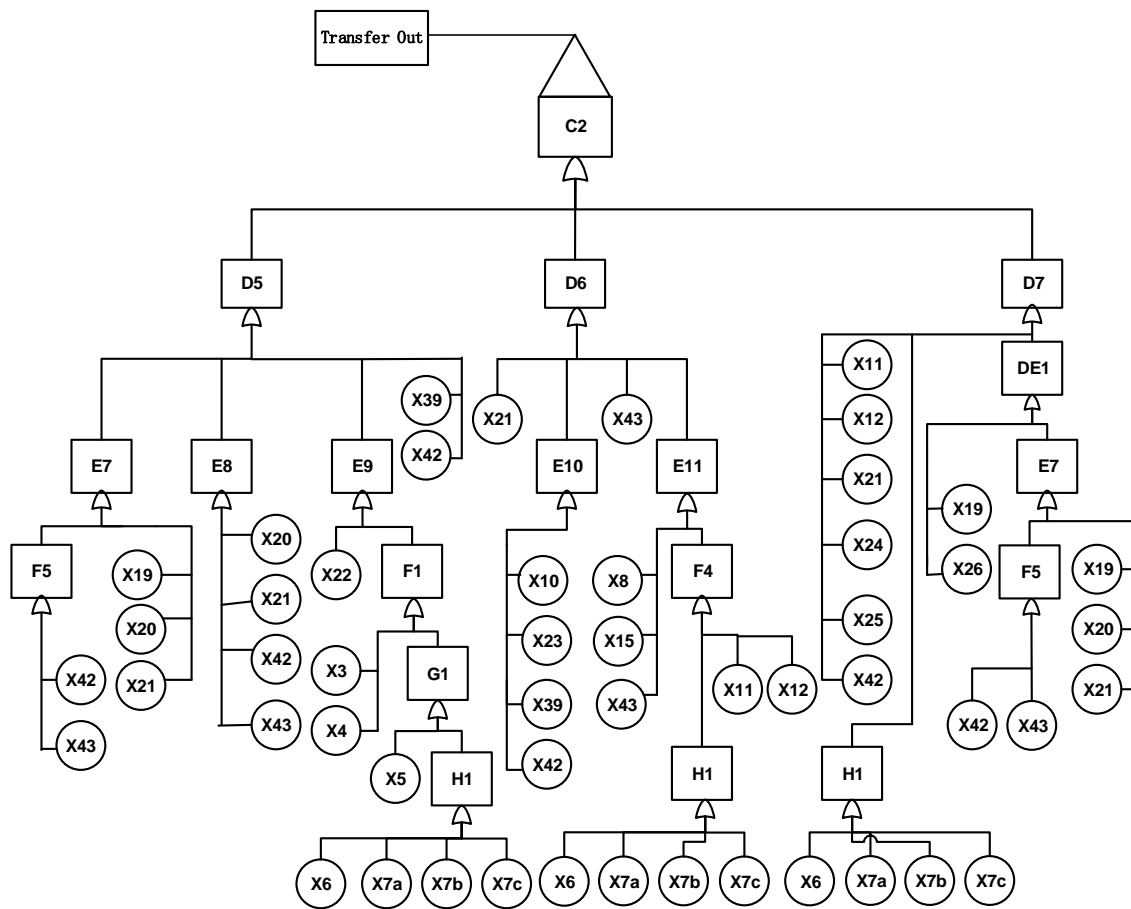 Transfer Out
C2
D5
D6
D7
X11
DE1
X39
X21
X43
X12
X42
E7
E8
E9
E10
E11
E7
X21
X19
X20
X24
X26
F5
X19
X22
F1
X10
X8
F4
F5
X19
X21
X20
X23
X15
X25
X20
X42
X21
X42
X3
G1
X11
X12
X42
X21
X39
X43
X43
X43
X4
X42
X43
X42
X5
H1
H1
H1
X6
X7a
X7b
X7c
X6
X7a
X7b
X7c
X6
X7a
X7b
X7c